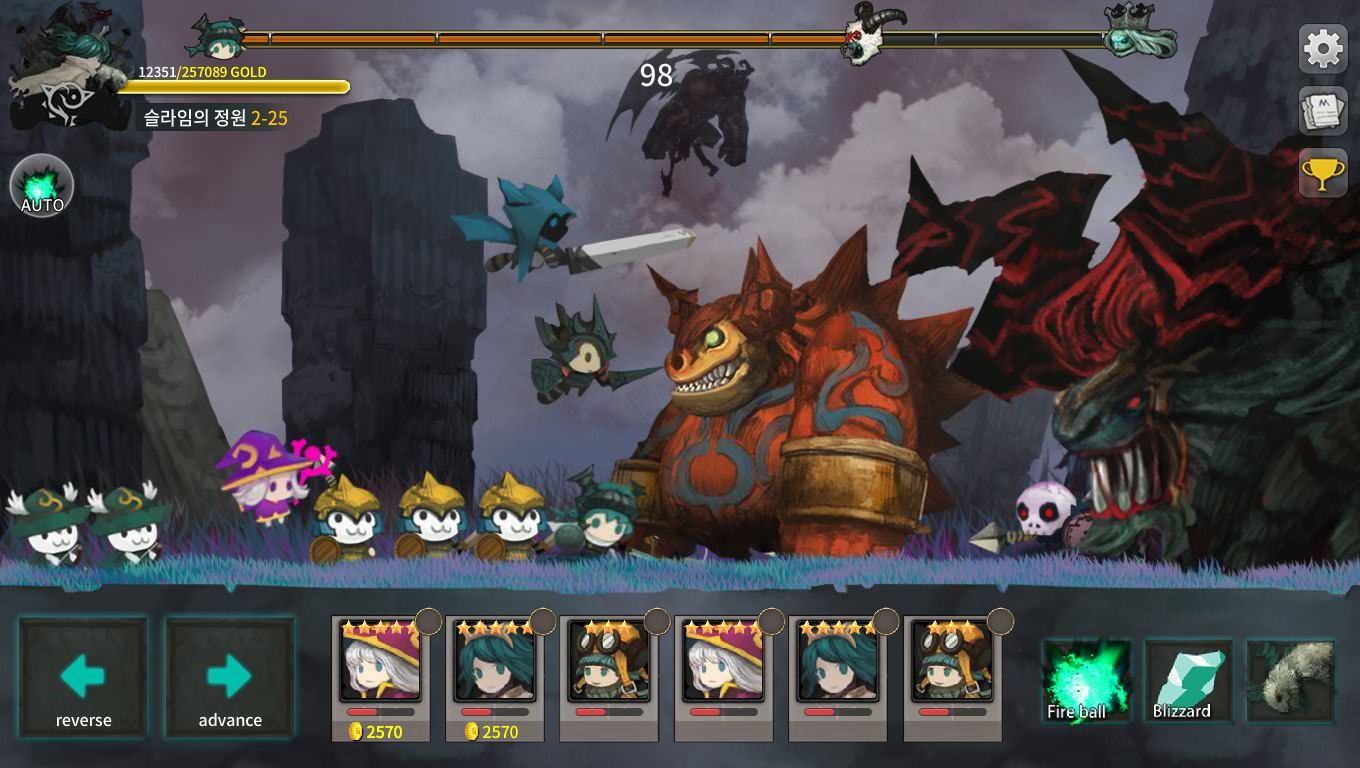 12351/257089 GOLD
98
슬라임의 정원 2-25
AUTO
reverse
advance
2570
2570
Fire ball
Blizzard